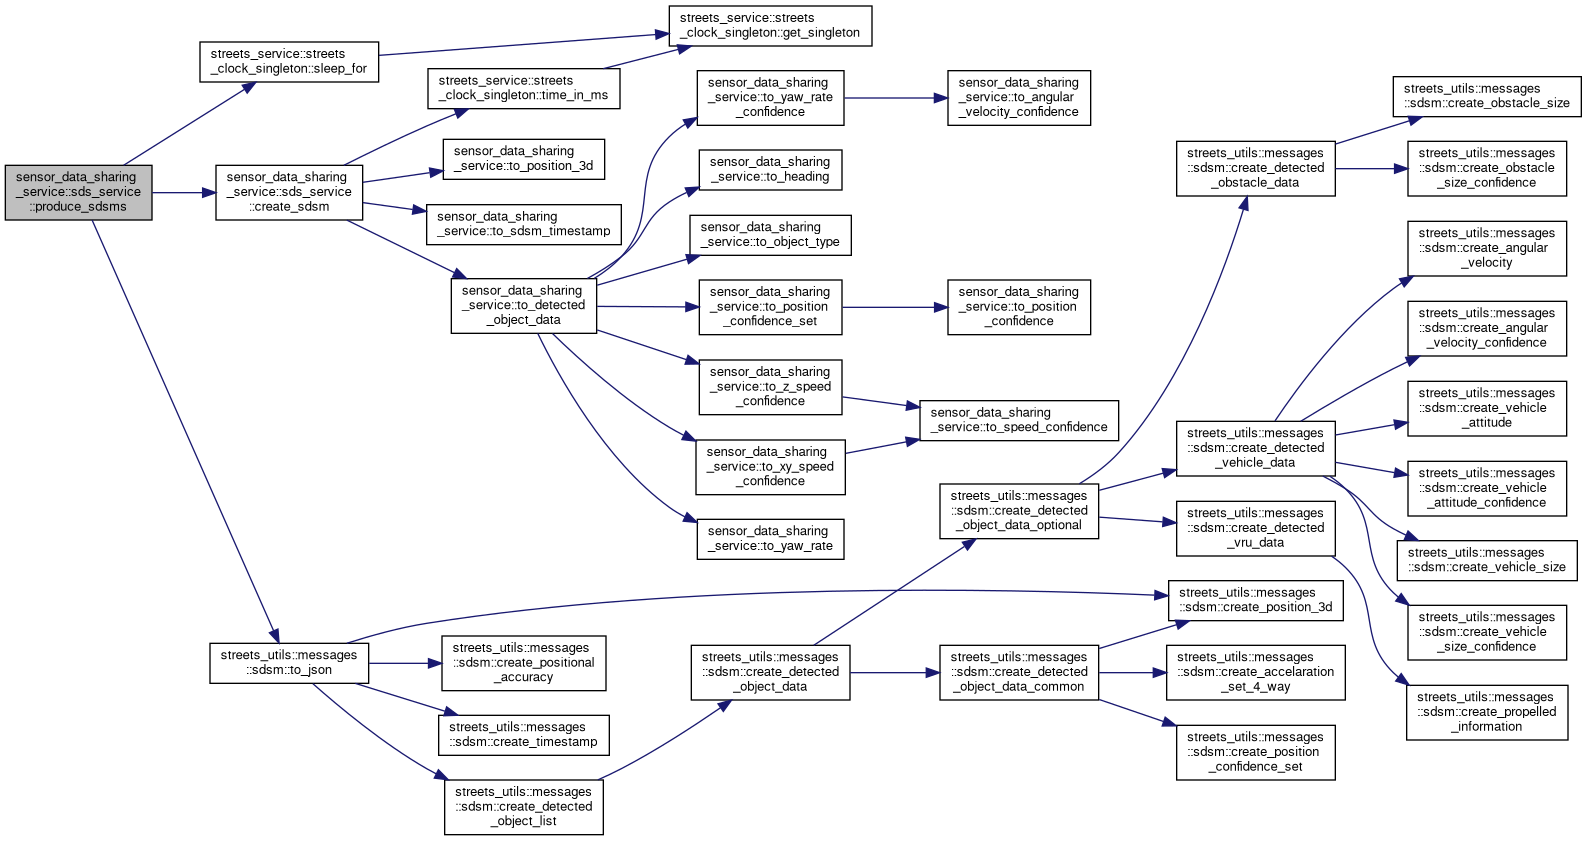 sensor_data_sharing
_service::sds_service
::produce_sdsms
streets_service::streets
_clock_singleton::sleep_for
streets_service::streets
_clock_singleton::get_singleton
sensor_data_sharing
_service::sds_service
::create_sdsm
streets_service::streets
_clock_singleton::time_in_ms
sensor_data_sharing
_service::to_position_3d
sensor_data_sharing
_service::to_sdsm_timestamp
sensor_data_sharing
_service::to_detected
_object_data
sensor_data_sharing
_service::to_yaw_rate
_confidence
sensor_data_sharing
_service::to_angular
_velocity_confidence
sensor_data_sharing
_service::to_heading
sensor_data_sharing
_service::to_object_type
sensor_data_sharing
_service::to_position
_confidence_set
sensor_data_sharing
_service::to_position
_confidence
sensor_data_sharing
_service::to_z_speed
_confidence
sensor_data_sharing
_service::to_speed_confidence
sensor_data_sharing
_service::to_xy_speed
_confidence
sensor_data_sharing
_service::to_yaw_rate
streets_utils::messages
::sdsm::to_json
streets_utils::messages
::sdsm::create_positional
_accuracy
streets_utils::messages
::sdsm::create_timestamp
streets_utils::messages
::sdsm::create_detected
_object_list
streets_utils::messages
::sdsm::create_detected
_object_data
streets_utils::messages
::sdsm::create_detected
_object_data_optional
streets_utils::messages
::sdsm::create_detected
_object_data_common
streets_utils::messages
::sdsm::create_detected
_obstacle_data
streets_utils::messages
::sdsm::create_obstacle_size
streets_utils::messages
::sdsm::create_obstacle
_size_confidence
streets_utils::messages
::sdsm::create_detected
_vehicle_data
streets_utils::messages
::sdsm::create_angular
_velocity
streets_utils::messages
::sdsm::create_angular
_velocity_confidence
streets_utils::messages
::sdsm::create_vehicle
_attitude
streets_utils::messages
::sdsm::create_vehicle
_attitude_confidence
streets_utils::messages
::sdsm::create_vehicle_size
streets_utils::messages
::sdsm::create_vehicle
_size_confidence
streets_utils::messages
::sdsm::create_detected
_vru_data
streets_utils::messages
::sdsm::create_propelled
_information
streets_utils::messages
::sdsm::create_position_3d
streets_utils::messages
::sdsm::create_accelaration
_set_4_way
streets_utils::messages
::sdsm::create_position
_confidence_set